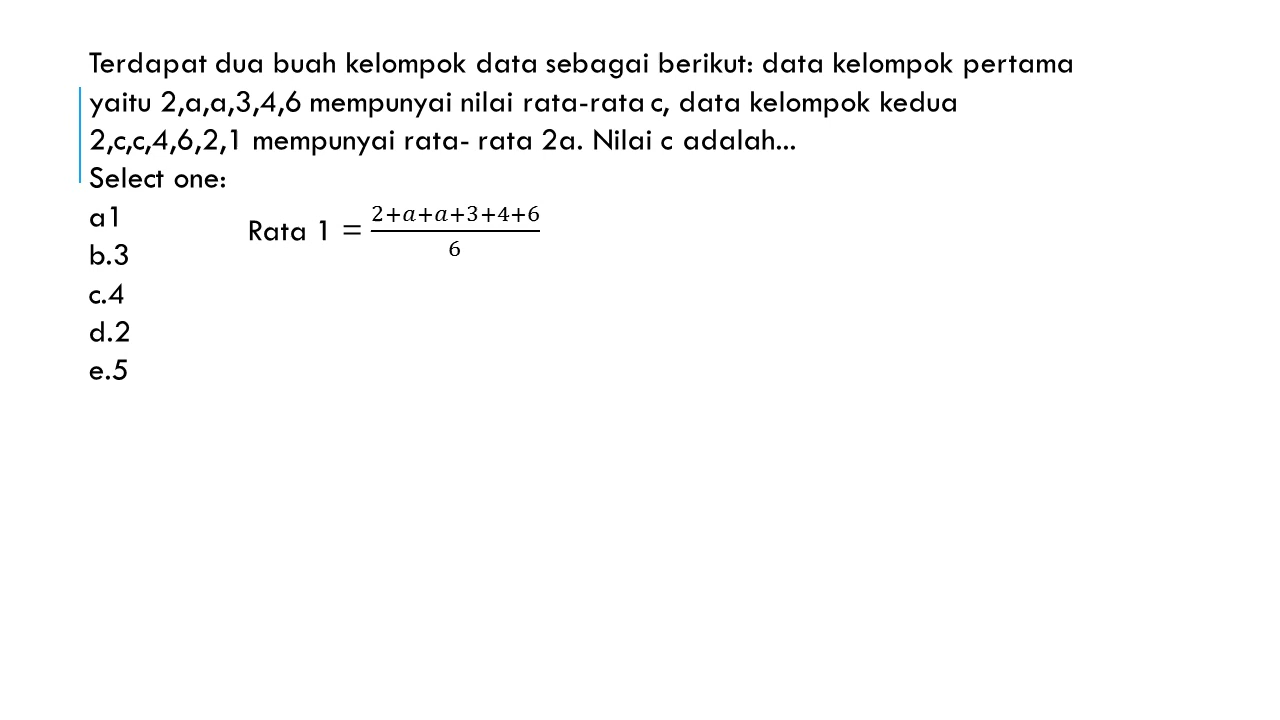 Terdapat dua buah kelompok data sebagai berikut: data kelompok pertama
yaitu 2,a,a,3,4,6 mempunyai nilai rata-rata c, data kelompok kedua
2,c,c,4,6,2,1 mempunyai rata- rata 2a. Nilai c adalah...
Select one:
a1
b.3
c.4
d.2
e.5
Rata 1 = \frac{2+a+a+3+4+6}{6}